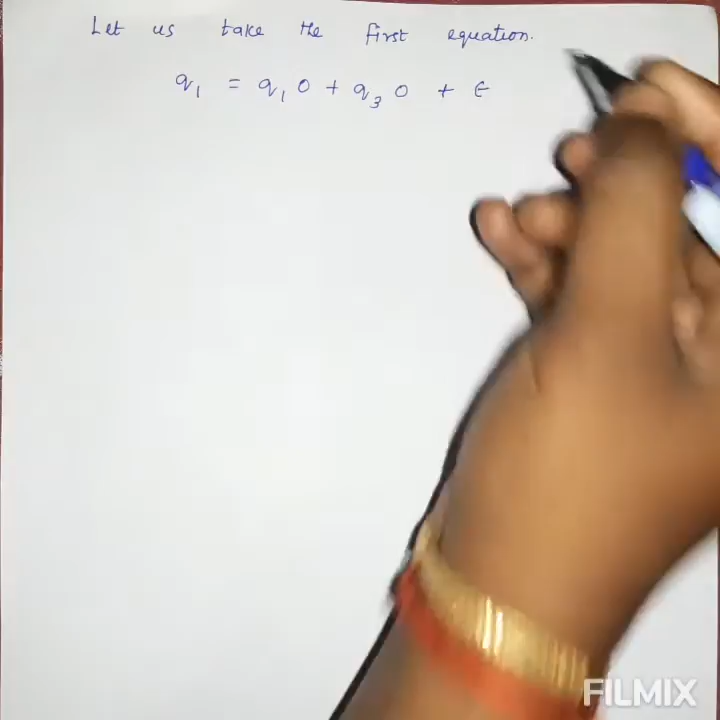 Let us take the first equation.
q₁ = q₁ 0 + q₃ 0 + ∈
FILMIX